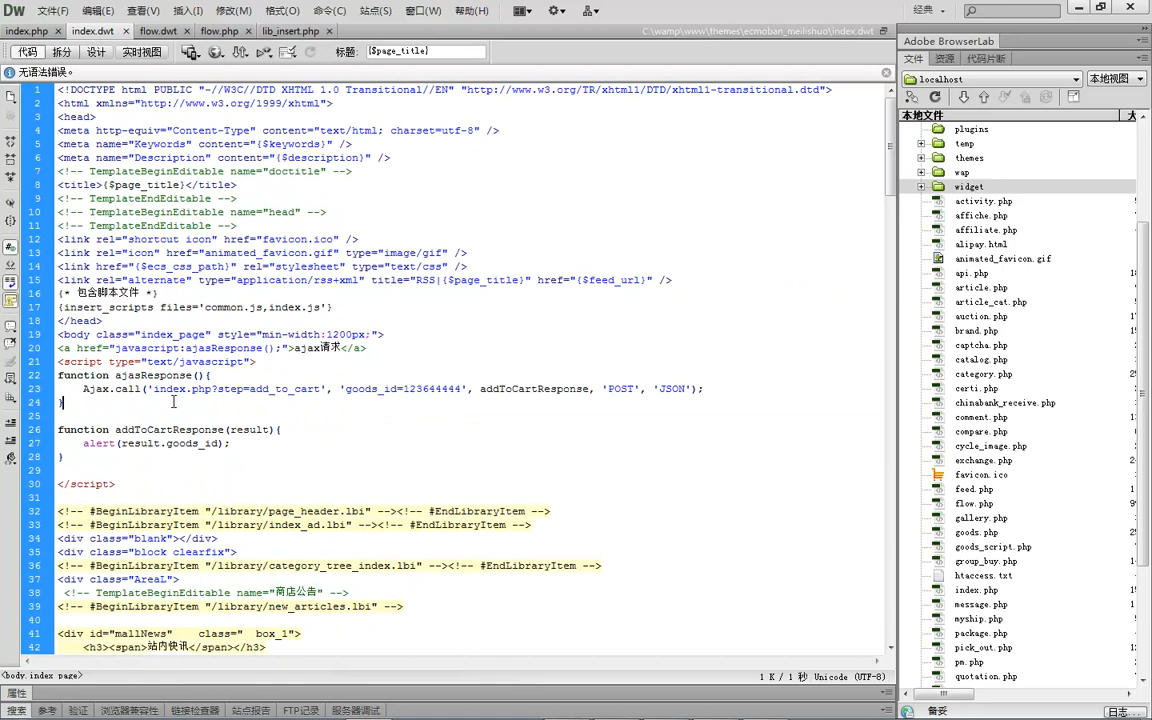 Dw 文件(F) 编辑(E) 查看(V) 插入(I) 修改(M) 格式(O) 命令(C) 站点(S) 窗口(W) 帮助(H) 经典
index.php × index.dwt × flow.dwt × flow.php × lib_insert.php × C:\wamp\www\themes\ecmoban_meilishuo\index.dwt
代码 拆分 设计 实时视图 标题: {$page_title}
无语法错误。
1 <!DOCTYPE html PUBLIC "-//W3C//DTD XHTML 1.0 Transitional//EN" "http://www.w3.org/TR/xhtml1/DTD/xhtml1-transitional.dtd">
2 <html xmlns="http://www.w3.org/1999/xhtml">
3 <head>
4 <meta http-equiv="Content-Type" content="text/html; charset=utf-8" />
5 <meta name="Keywords" content="{$keywords}" />
6 <meta name="Description" content="{$description}" />
7 <!-- TemplateBeginEditable name="doctitle" -->
8 <title>{$page_title}</title>
9 <!-- TemplateEndEditable -->
10 <!-- TemplateBeginEditable name="head" -->
11 <!-- TemplateEndEditable -->
12 <link rel="shortcut icon" href="favicon.ico" />
13 <link rel="icon" href="animated_favicon.gif" type="image/gif" />
14 <link href="{$ecs_css_path}" rel="stylesheet" type="text/css" />
15 <link rel="alternate" type="application/rss+xml" title="RSS|{$page_title}" href="{$feed_url}" />
16 {* 包含脚本文件 *}
17 {insert_scripts files='common.js,index.js'}
18 </head>
19 <body class="index_page" style="min-width:1200px;">
20 <a href="javascript:ajasResponse();">ajax请求</a>
21 <script type="text/javascript">
22 function ajasResponse(){
23 Ajax.call('index.php?step=add_to_cart', 'goods_id=123644444', addToCartResponse, 'POST', 'JSON');
24 }
25
26 function addToCartResponse(result){
27 alert(result.goods_id);
28 }
29
30 </script>
31
32 <!-- #BeginLibraryItem "/library/page_header.lbi" --><!-- #EndLibraryItem -->
33 <!-- #BeginLibraryItem "/library/index_ad.lbi" --><!-- #EndLibraryItem -->
34 <div class="blank"></div>
35 <div class="block clearfix">
36 <!-- #BeginLibraryItem "/library/category_tree_index.lbi" --><!-- #EndLibraryItem -->
37 <div class="AreaL">
38 <!-- TemplateBeginEditable name="商店公告" -->
39 <!-- #BeginLibraryItem "/library/new_articles.lbi" -->
40
41 <div id="mallNews" class=" box_1">
42 <h3><span>站内快讯</span></h3>
<body.index_page> 1 K / 1 秒 Unicode (UTF-8)
属性
搜索 参考 验证 浏览器兼容性 链接检查器 站点报告 FTP记录 服务器调试
Adobe BrowserLab
文件 资源 代码片断
localhost 本地视图
本地文件 大
plugins
temp
themes
wap
widget
activity.php
affiche.php
affiliate.php
alipay.html
animated_favicon.gif
api.php
article.php
article_cat.php
auction.php
brand.php
captcha.php
catalog.php
category.php
certi.php
chinabank_receive.php
comment.php
compare.php
cycle_image.php
exchange.php
favicon.ico
feed.php
flow.php
gallery.php
goods.php
goods_script.php
group_buy.php
htaccess.txt
index.php
message.php
myship.php
package.php
pick_out.php
pm.php
quotation.php
备妥 日志...